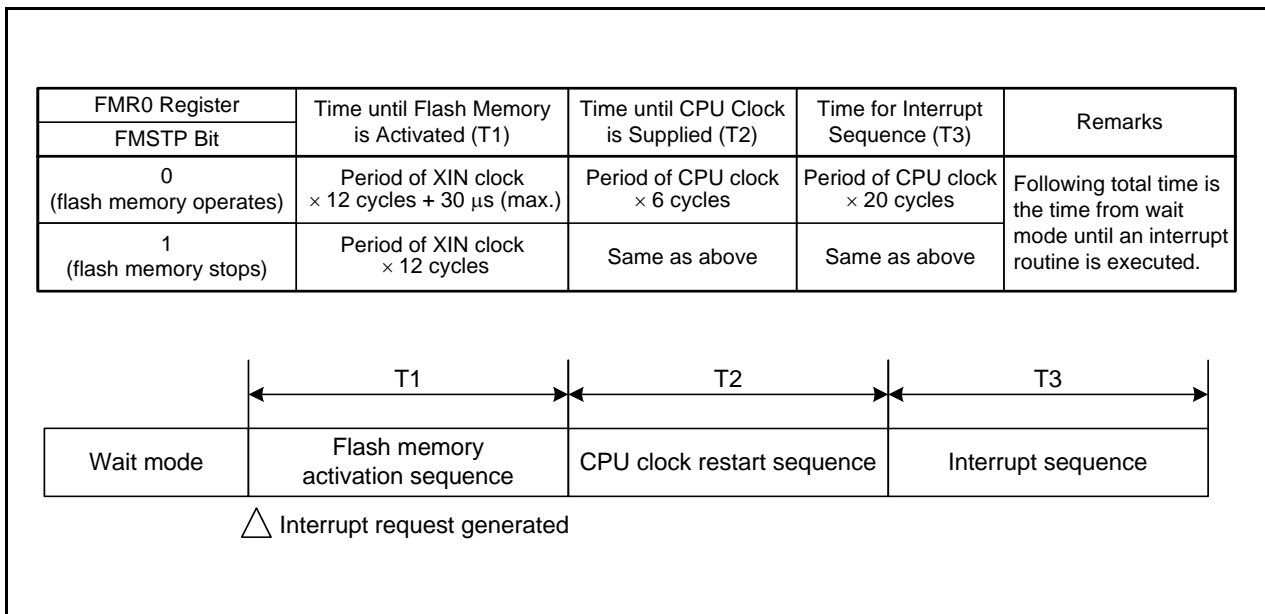 FMR0 Register
FMSTP Bit
Time until Flash Memory
is Activated (T1)
Time until CPU Clock
is Supplied (T2)
Time for Interrupt
Sequence (T3)
Remarks
0
(flash memory operates)
Period of XIN clock
× 12 cycles + 30 μs (max.)
Period of CPU clock
× 6 cycles
Period of CPU clock
× 20 cycles
Following total time is
the time from wait
mode until an interrupt
routine is executed.
1
(flash memory stops)
Period of XIN clock
× 12 cycles
Same as above
Same as above
T1
T2
T3
Wait mode
Flash memory
activation sequence
CPU clock restart sequence
Interrupt sequence
Interrupt request generated